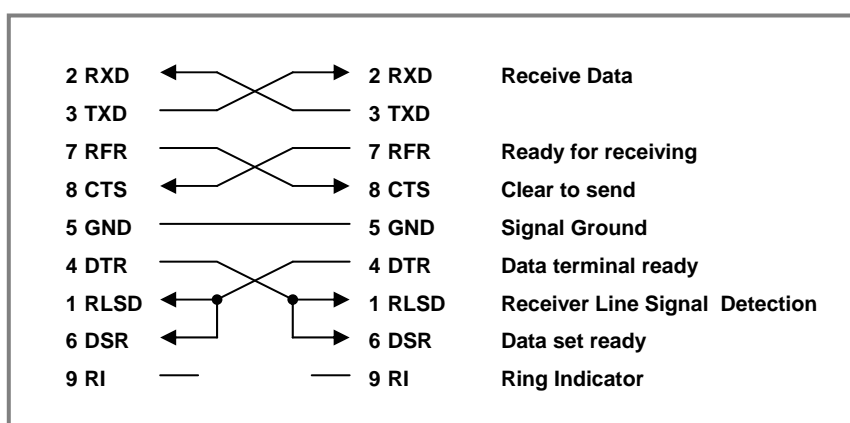 2 RXD 2 RXD Receive Data
3 TXD 3 TXD
7 RFR 7 RFR Ready for receiving
8 CTS 8 CTS Clear to send
5 GND 5 GND Signal Ground
4 DTR 4 DTR Data terminal ready
1 RLSD 1 RLSD Receiver Line Signal Detection
6 DSR 6 DSR Data set ready
9 RI 9 RI Ring Indicator